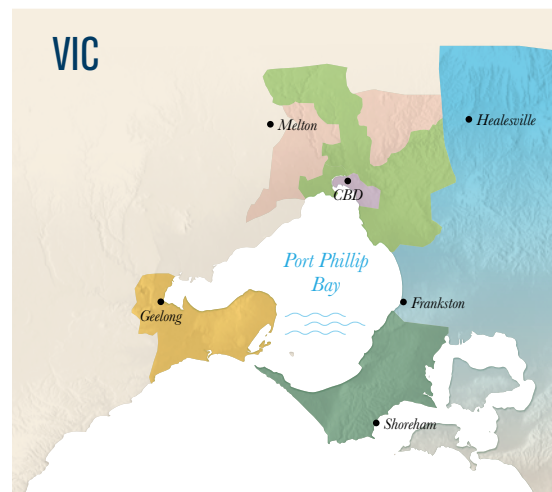 VIC
Melton
Healesville
CBD
Port Phillip
Bay
Geelong
Frankston
Shoreham